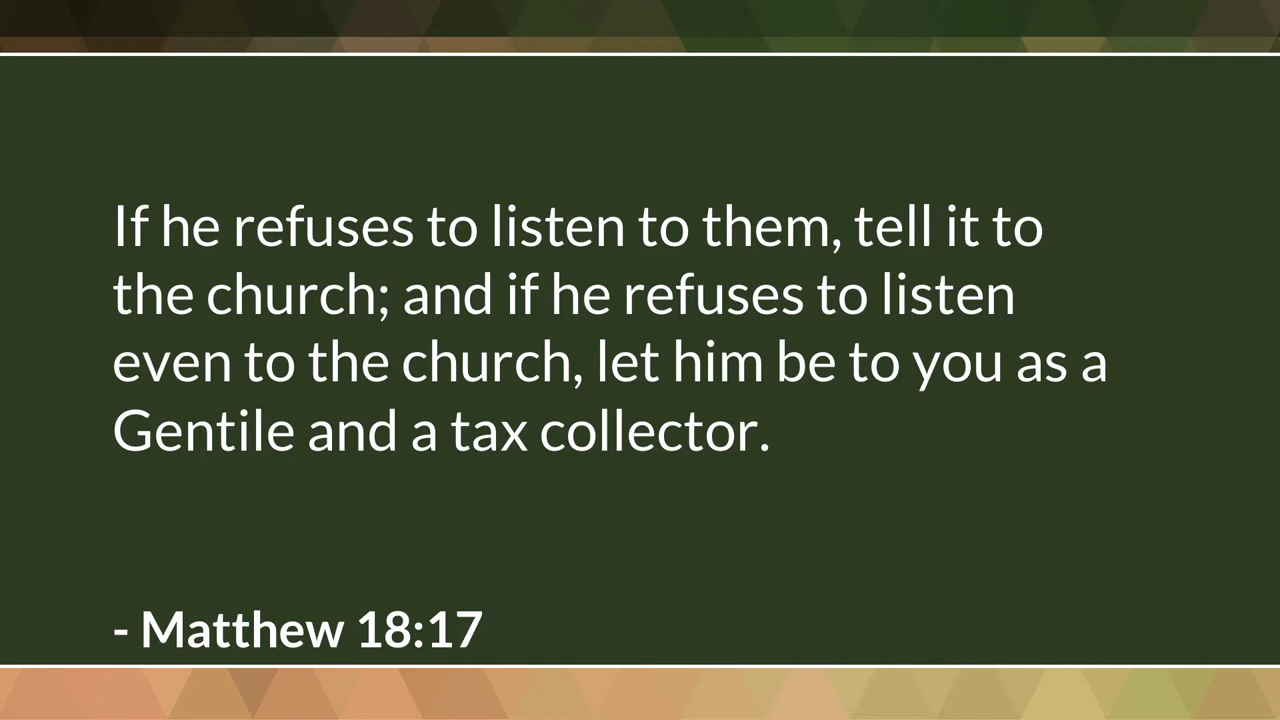 If he refuses to listen to them, tell it to
the church; and if he refuses to listen
even to the church, let him be to you as a
Gentile and a tax collector.
- Matthew 18:17